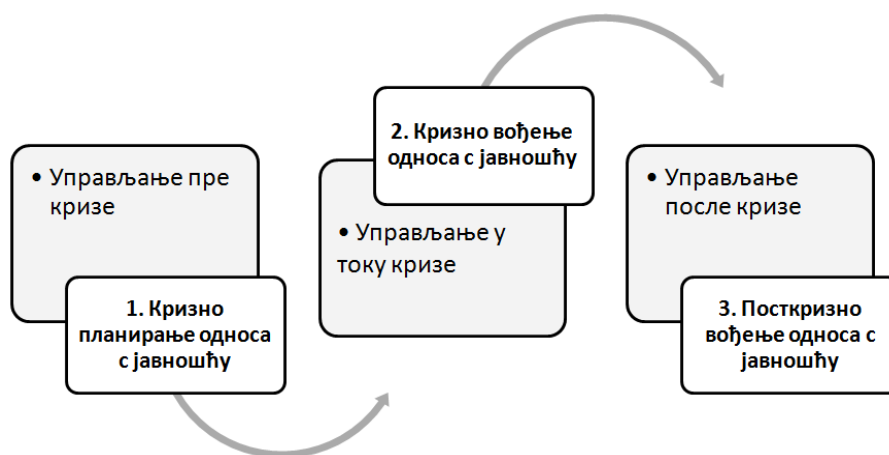 • Управљање пре
кризе
1. Кризно
планирање односа
с јавношћу
2. Кризно вођење
односа с јавношћу
• Управљање у
току кризе
• Управљање
после кризе
3. Посткризно
вођење односа с
јавношћу